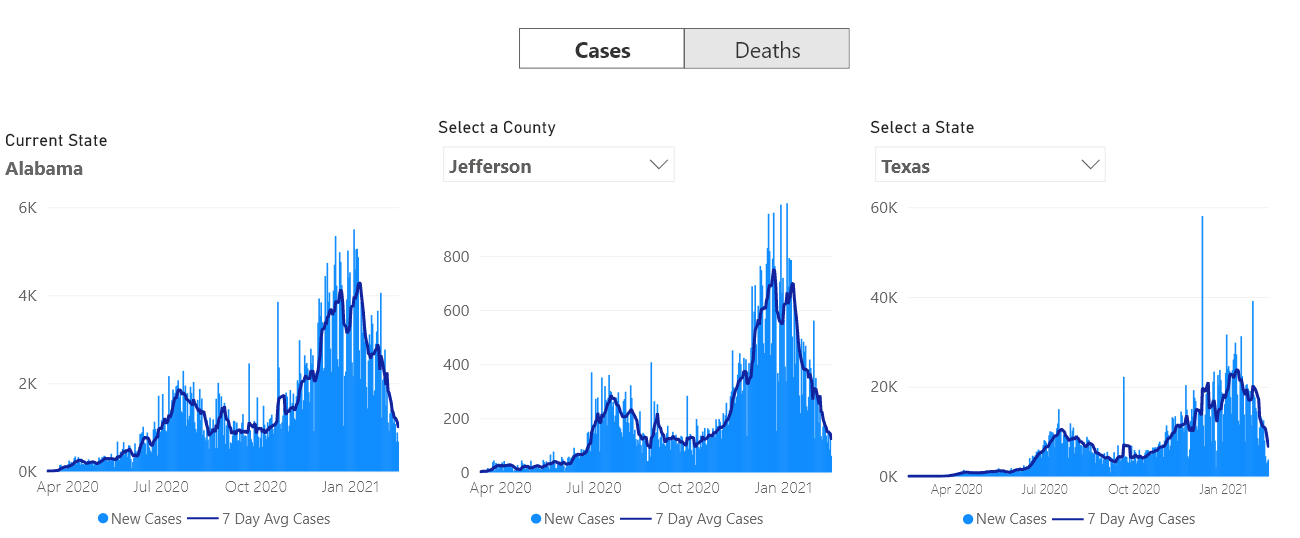 Cases Deaths
Current State
Alabama
6K
4K
2K
0K
Apr 2020 Jul 2020 Oct 2020 Jan 2021
New Cases 7 Day Avg Cases
Select a County
Jefferson
800
600
400
200
0
Apr 2020 Jul 2020 Oct 2020 Jan 2021
New Cases 7 Day Avg Cases
Select a State
Texas
60K
40K
20K
0K
Apr 2020 Jul 2020 Oct 2020 Jan 2021
New Cases 7 Day Avg Cases